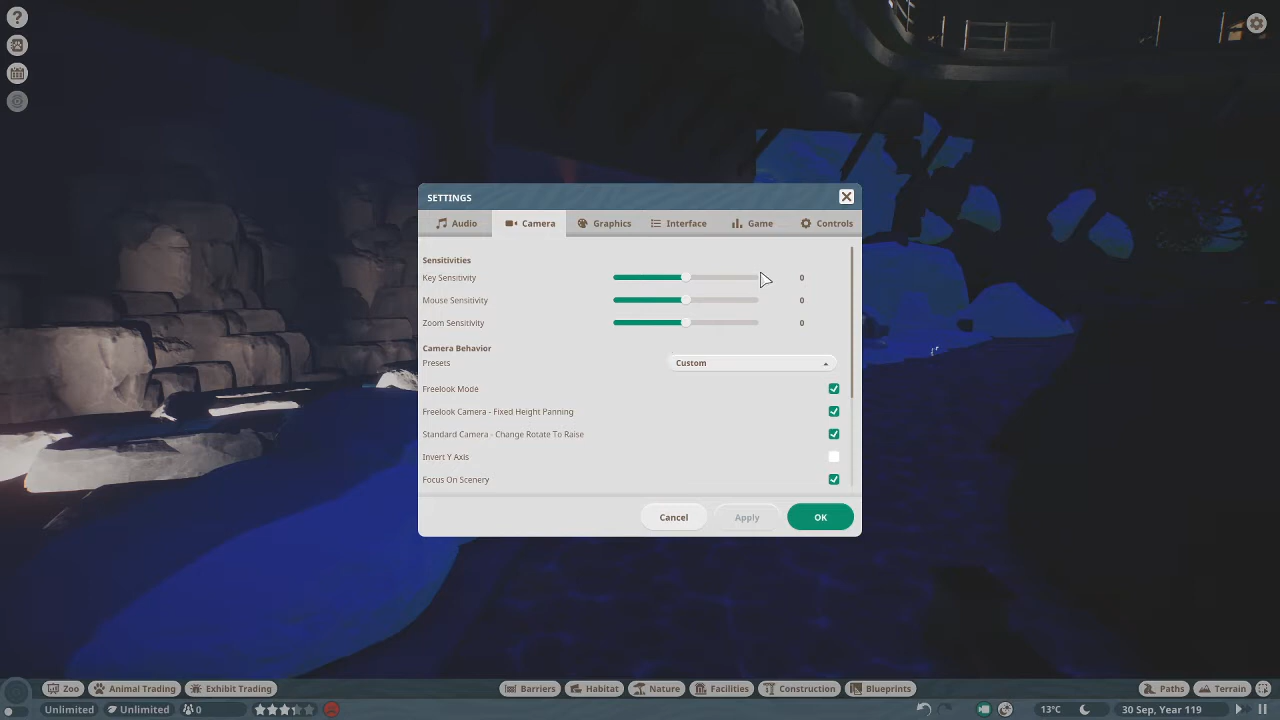 ?
SETTINGS
Audio Camera Graphics Interface Game Controls
Sensitivities
Key Sensitivity 0
Mouse Sensitivity 0
Zoom Sensitivity 0
Camera Behavior
Presets Custom
Freelook Mode
Freelook Camera - Fixed Height Panning
Standard Camera - Change Rotate To Raise
Invert Y Axis
Focus On Scenery
Cancel Apply OK
Zoo Animal Trading Exhibit Trading Barriers Habitat Nature Facilities Construction Blueprints Paths Terrain
Unlimited Unlimited 0 13°C 30 Sep, Year 119